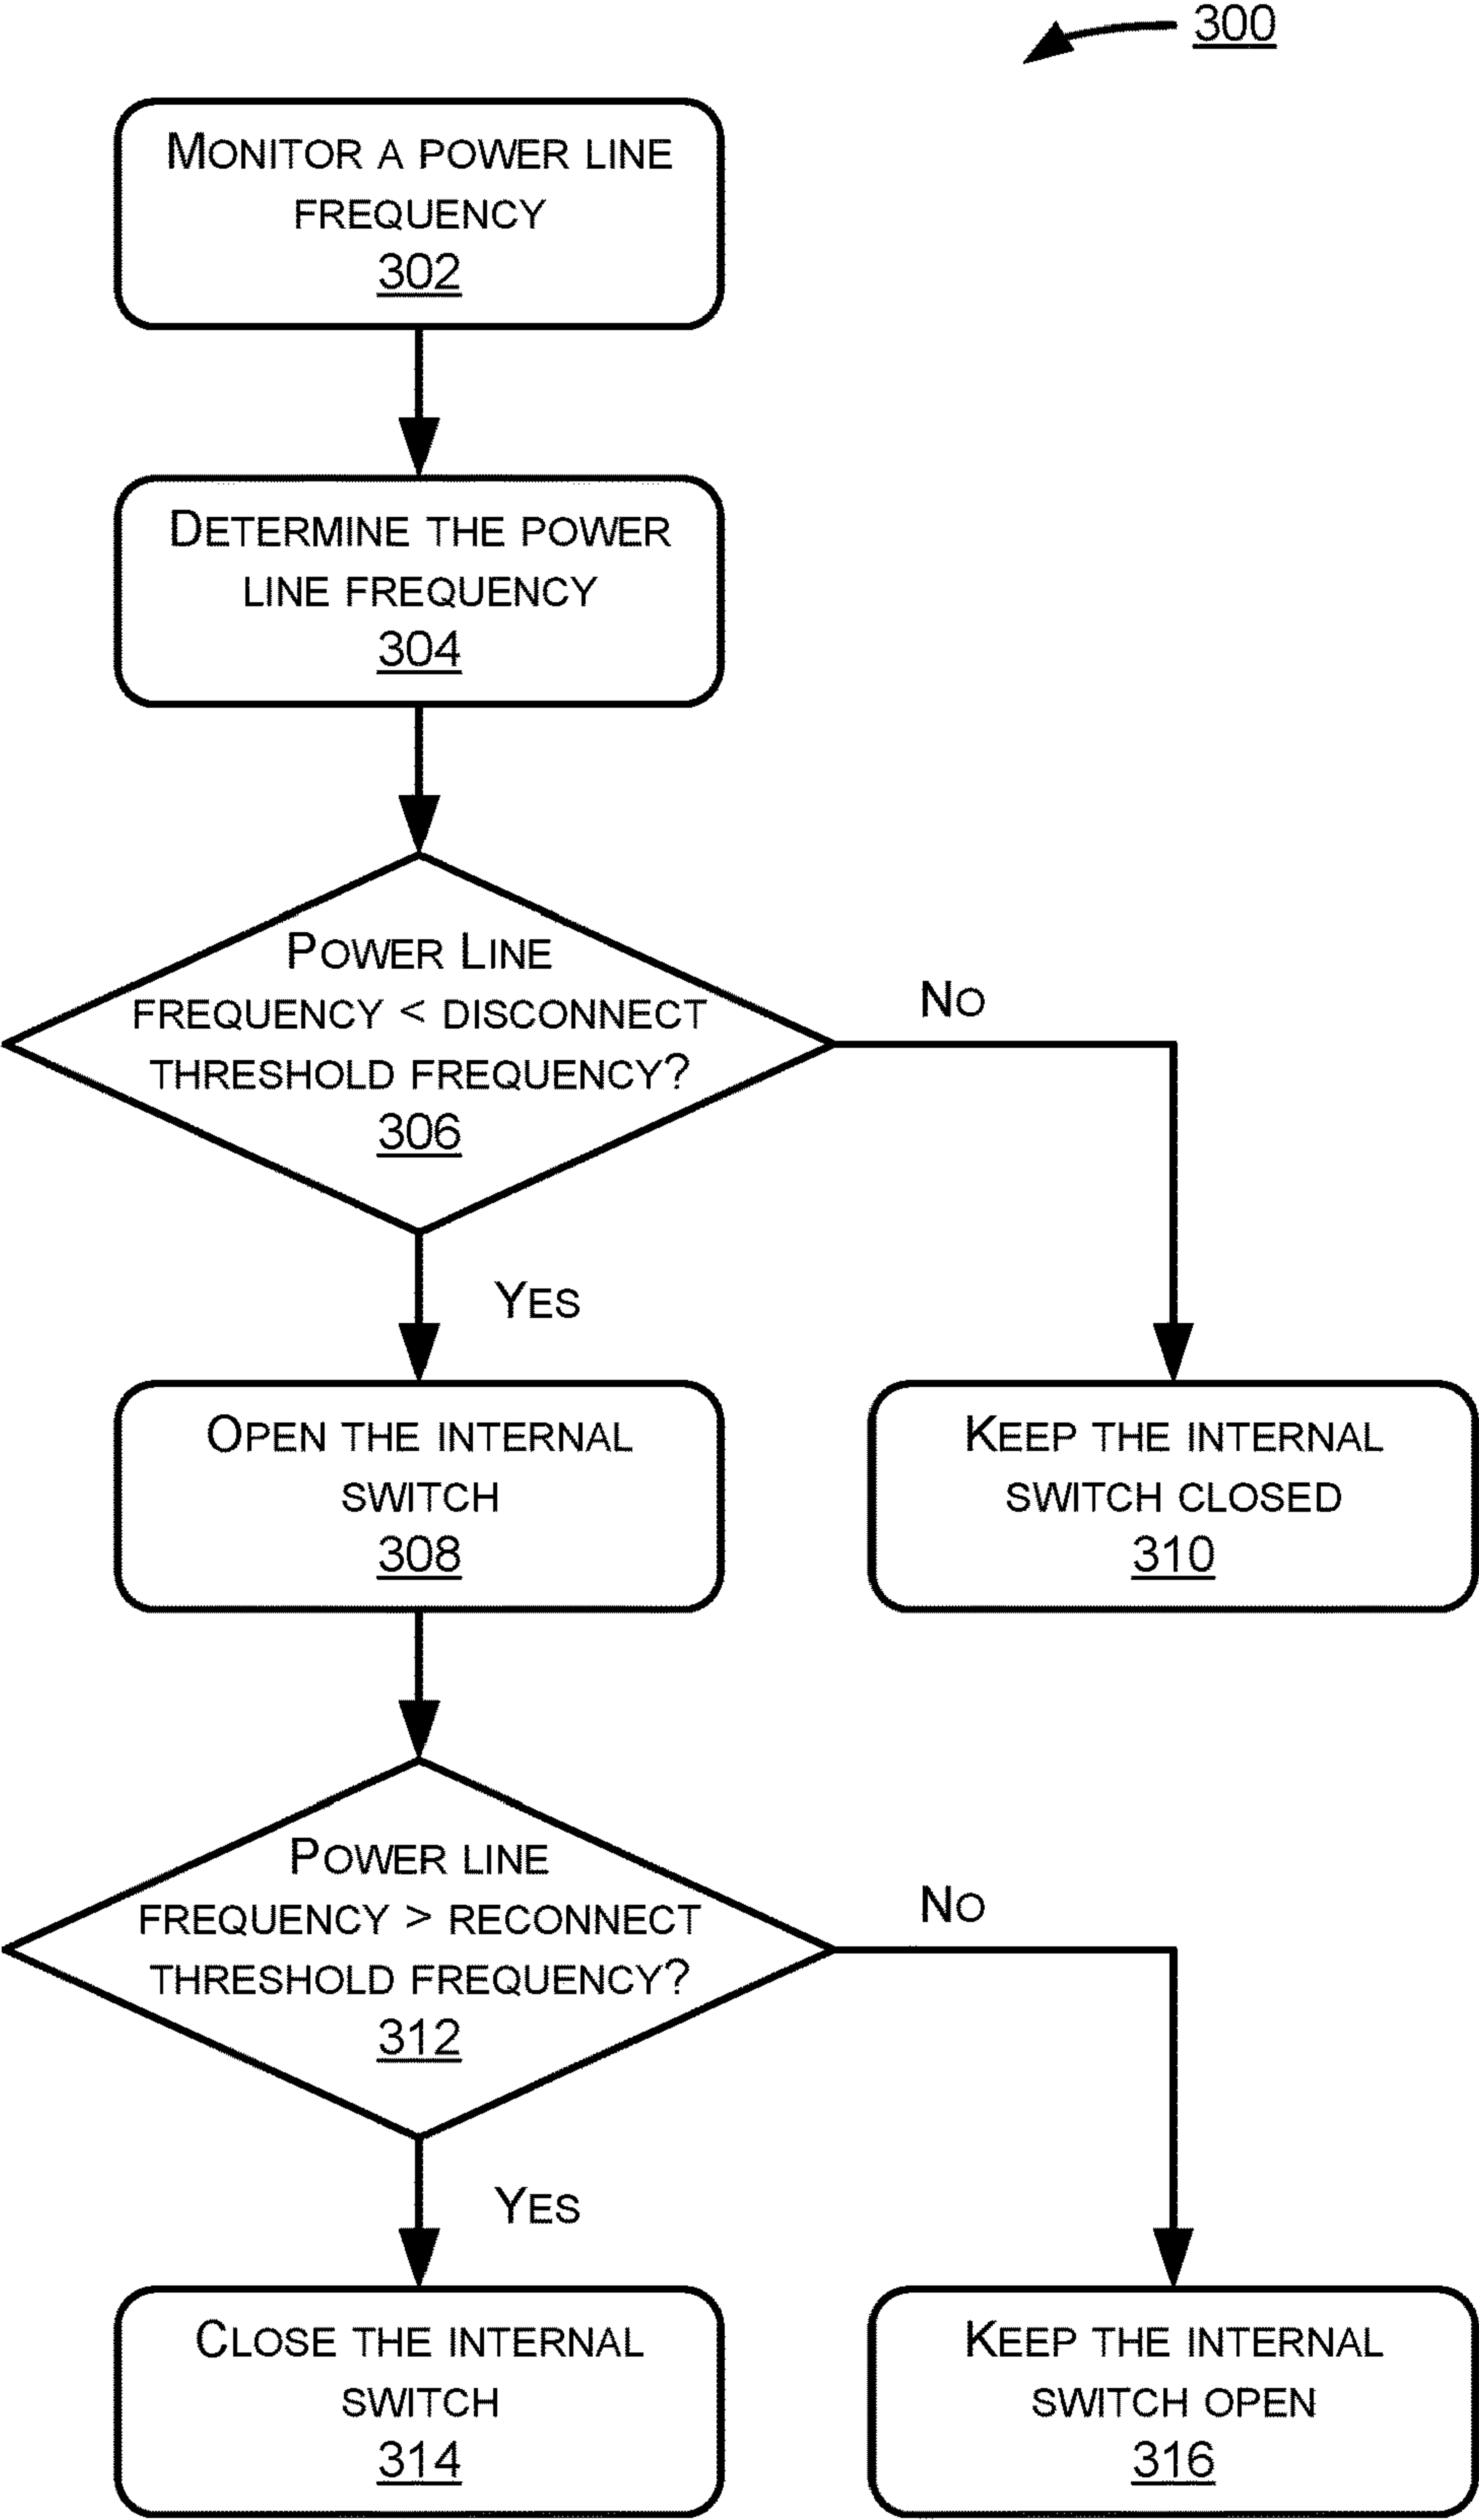 300
MONITOR A POWER LINE
FREQUENCY
302
DETERMINE THE POWER
LINE FREQUENCY
304
POWER LINE
FREQUENCY < DISCONNECT
THRESHOLD FREQUENCY?
306
NO
YES
OPEN THE INTERNAL
SWITCH
308
KEEP THE INTERNAL
SWITCH CLOSED
310
POWER LINE
FREQUENCY > RECONNECT
THRESHOLD FREQUENCY?
312
NO
YES
CLOSE THE INTERNAL
SWITCH
314
KEEP THE INTERNAL
SWITCH OPEN
316